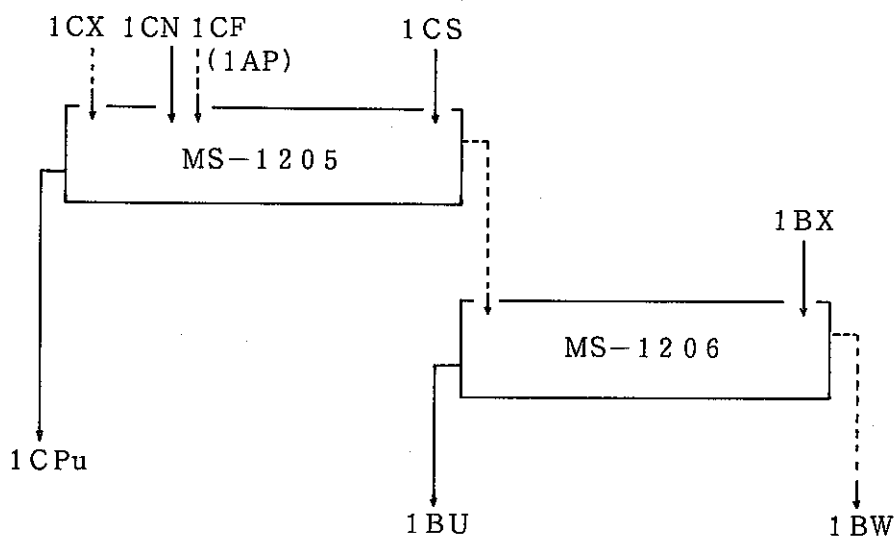 1CX 1CN 1CF 1CS
(1AP)
MS-1205
1BX
MS-1206
1CPu
1BU 1BW